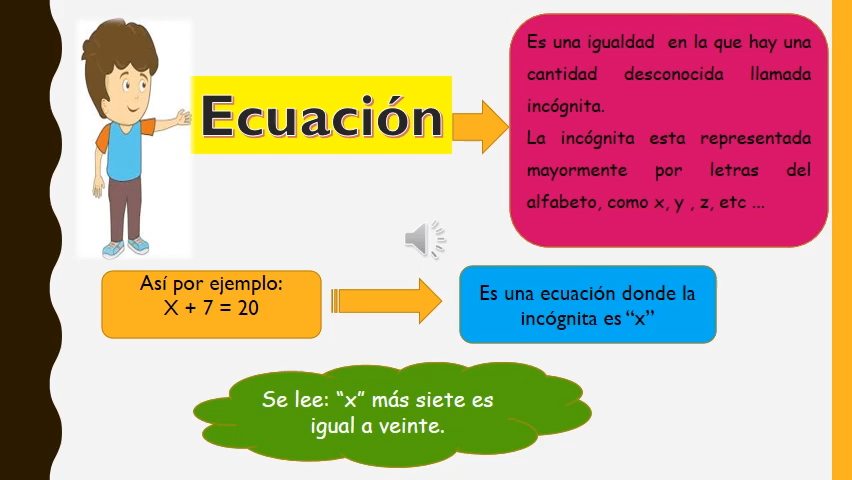 Ecuación
Es una igualdad en la que hay una
cantidad desconocida llamada
incógnita.
La incógnita esta representada
mayormente por letras del
alfabeto, como x, y , z, etc ...
Así por ejemplo:
X + 7 = 20
Es una ecuación donde la
incógnita es “x”
Se lee: “x” más siete es
igual a veinte.